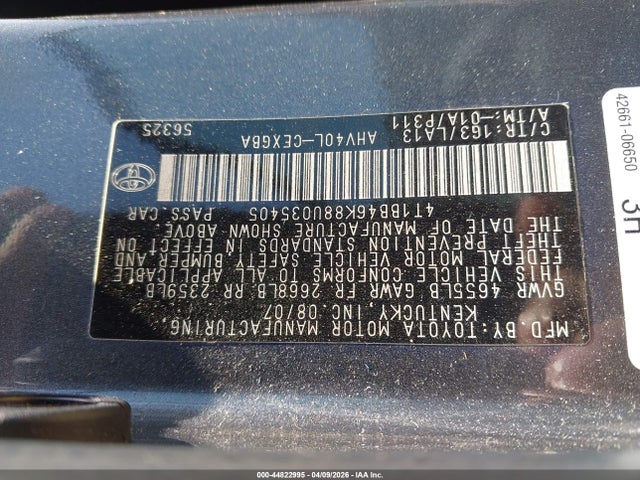 MFD.BY:TOYOTA MOTOR MANUFACTURING
KENTUCKY,INC.08/07
GVWR 4655LB GAWR FR 2668LB RR 2359LB
THIS VEHICLE CONFORMS TO ALL APPLICABLE
FEDERAL MOTOR VEHICLE SAFETY, BUMPER,AND
THEFT PREVENTION STANDARDS IN EFFECT ON
THE DATE OF MANUFACTURE SHOWN ABOVE.
4T1BB46K88U035405 PASS.CAR
AHV40L-CEXGBA
C/TR:1G3/LA13
A/TM:-01A/P311
56325
42661-06650
000-44822995 - 04/09/2026 - IAA Inc.